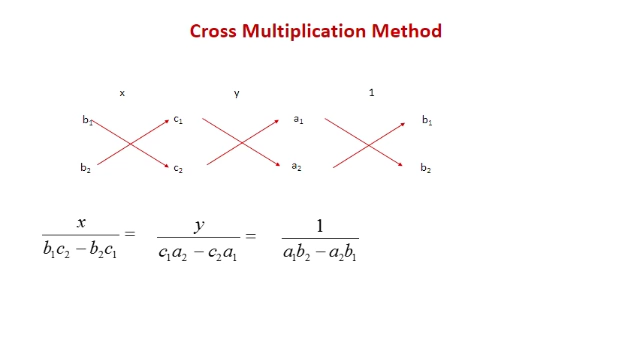 Cross Multiplication Method
x y 1
b₁ c₁ a₁ b₁
b₂ c₂ a₂ b₂
x/(b₁c₂ − b₂c₁) = y/(c₁a₂ − c₂a₁) = 1/(a₁b₂ − a₂b₁)